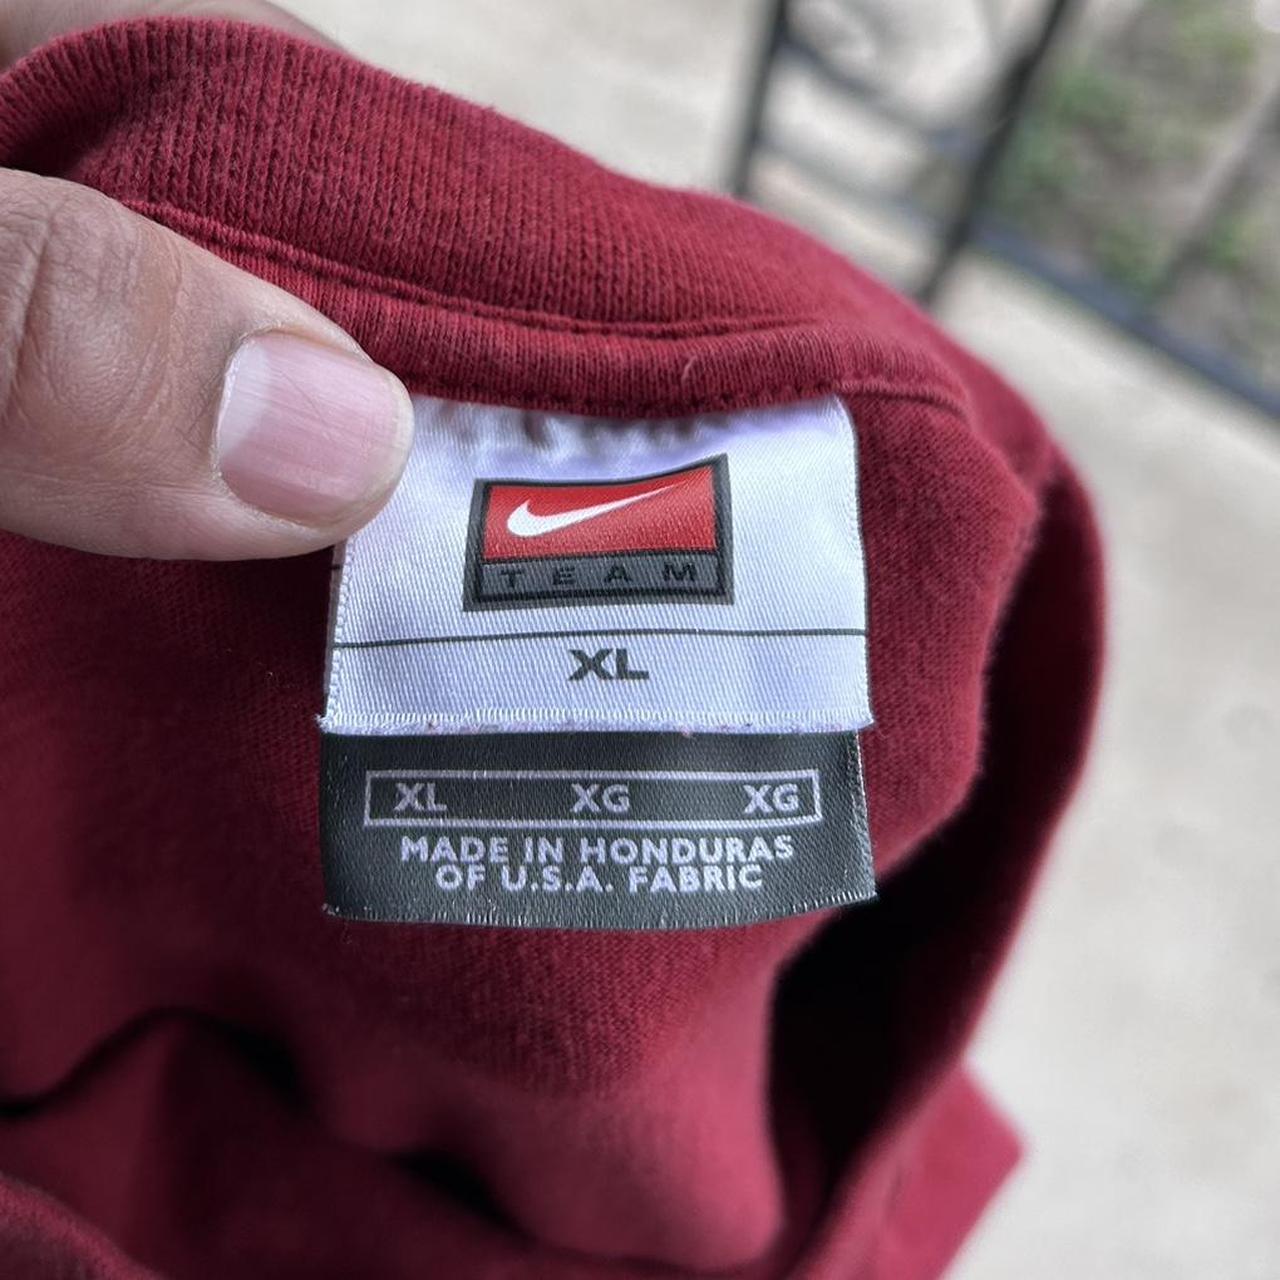 TEAM
XL
XL XG XG
MADE IN HONDURAS
OF U.S.A. FABRIC